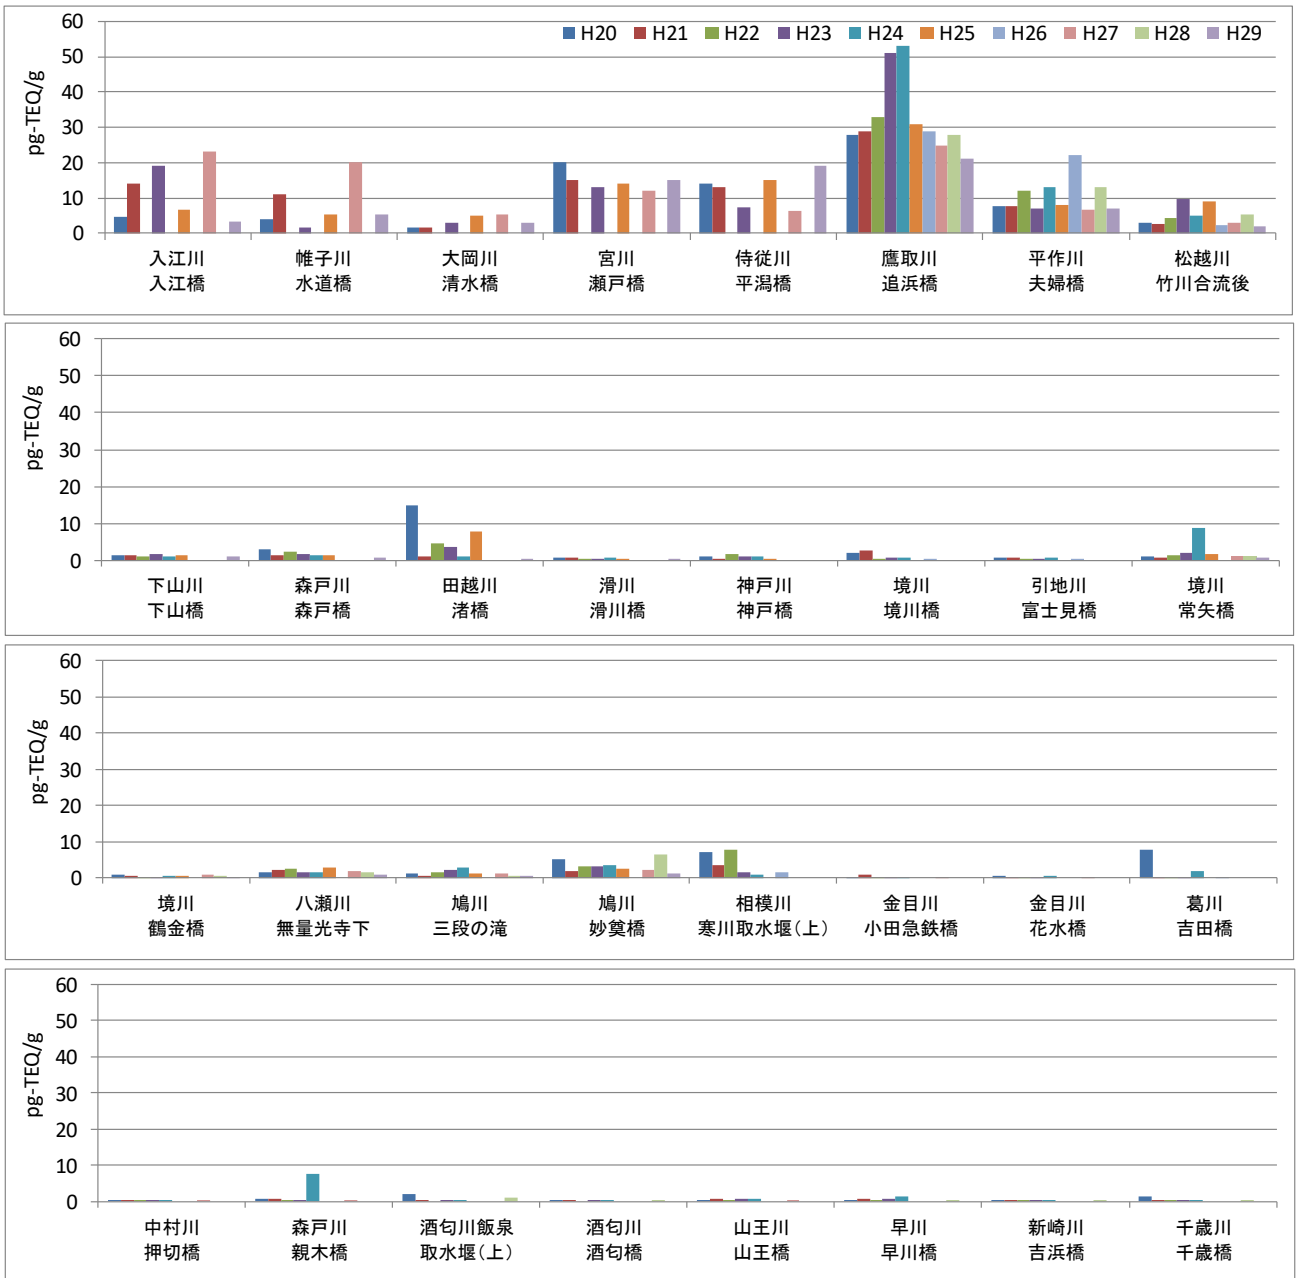 60
50
40
30
20
10
0
pg-TEQ/g
H20 H21 H22 H23 H24 H25 H26 H27 H28 H29
入江川 帷子川 大岡川 宮川 侍従川 鷹取川 平作川 松越川
入江橋 水道橋 清水橋 瀬戸橋 平潟橋 追浜橋 夫婦橋 竹川合流後
60
50
40
30
20
10
0
pg-TEQ/g
下山川 森戸川 田越川 滑川 神戸川 境川 引地川 境川
下山橋 森戸橋 渚橋 滑川橋 神戸橋 境川橋 富士見橋 常矢橋
60
50
40
30
20
10
0
pg-TEQ/g
境川 八瀬川 鳩川 鳩川 相模川 金目川 金目川 葛川
鶴金橋 無量光寺下 三段の滝 妙奠橋 寒川取水堰(上) 小田急鉄橋 花水橋 吉田橋
60
50
40
30
20
10
0
pg-TEQ/g
中村川 森戸川 酒匂川飯泉 酒匂川 山王川 早川 新崎川 千歳川
押切橋 親木橋 取水堰(上) 酒匂橋 山王橋 早川橋 吉浜橋 千歳橋